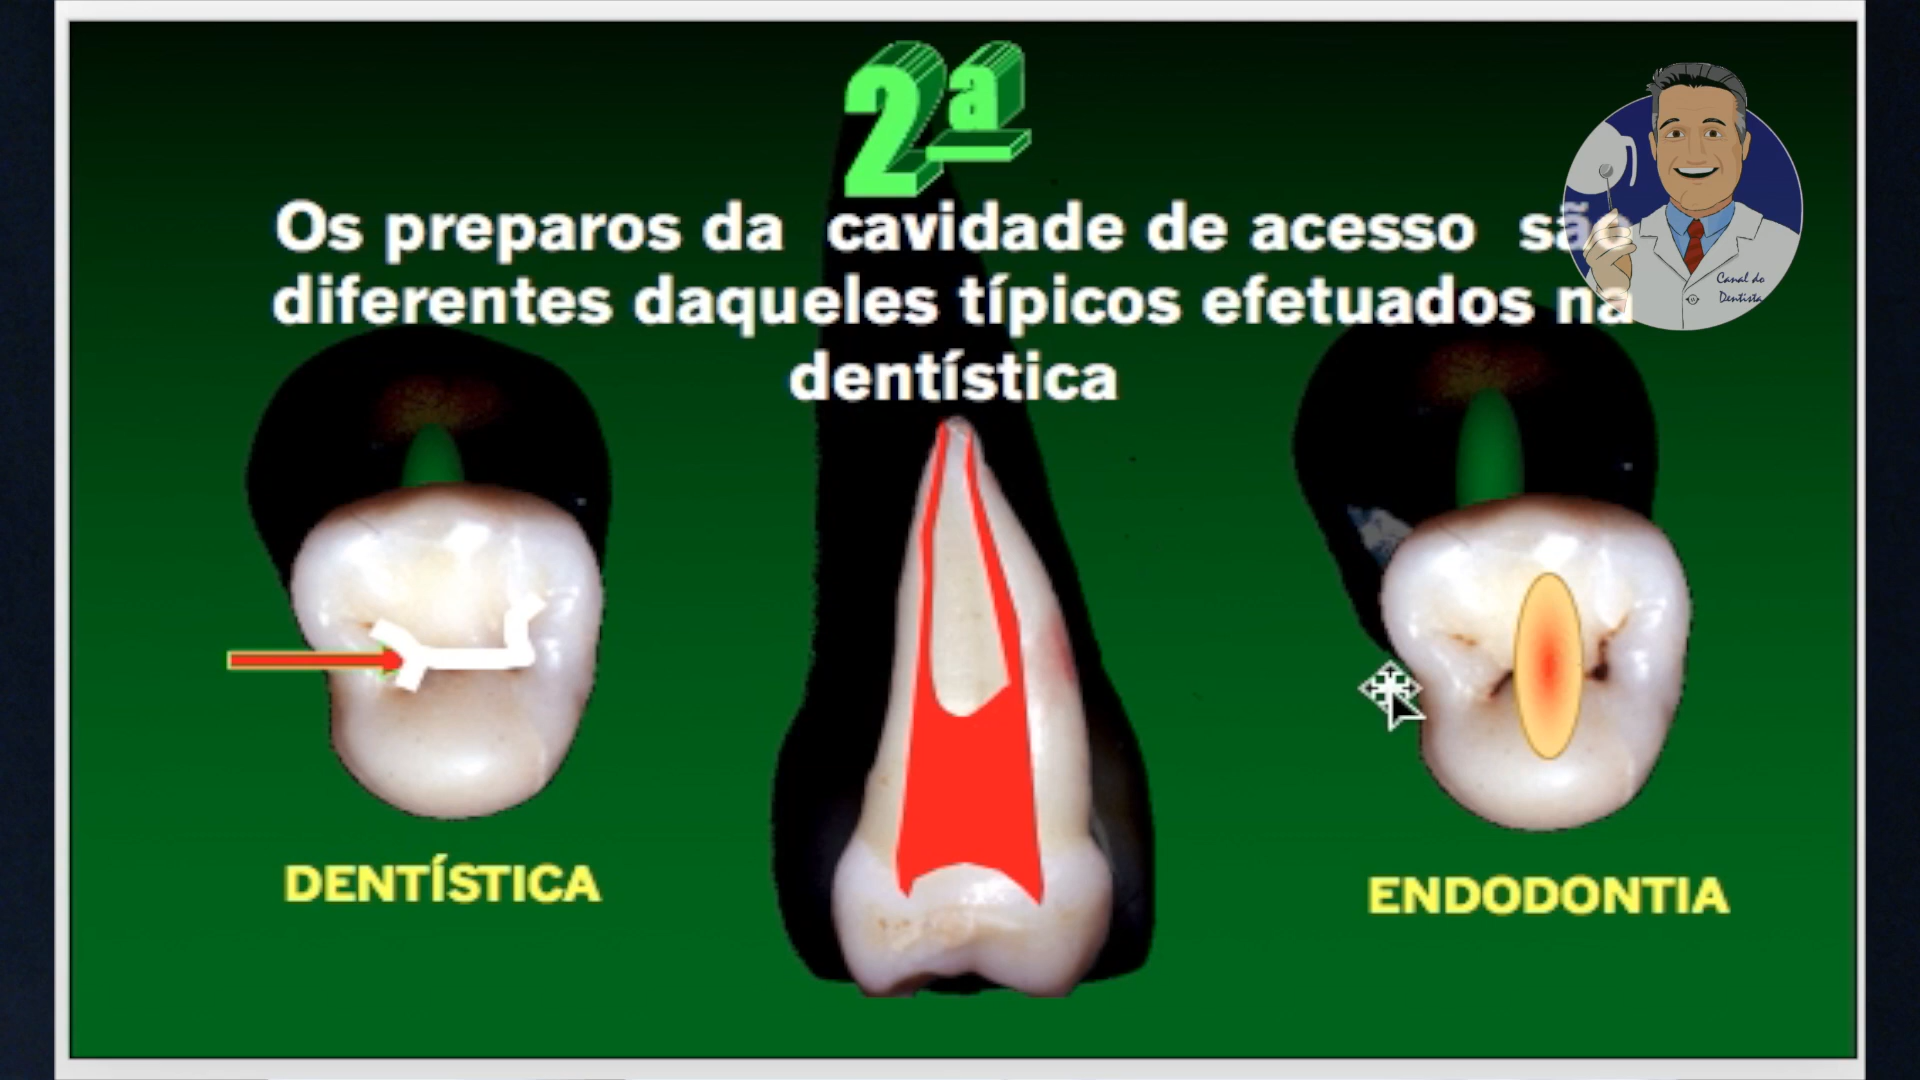 2ª
Os preparos da cavidade de acesso são
diferentes daqueles típicos efetuados na
dentística
Canal do
Dentista
DENTÍSTICA
ENDODONTIA